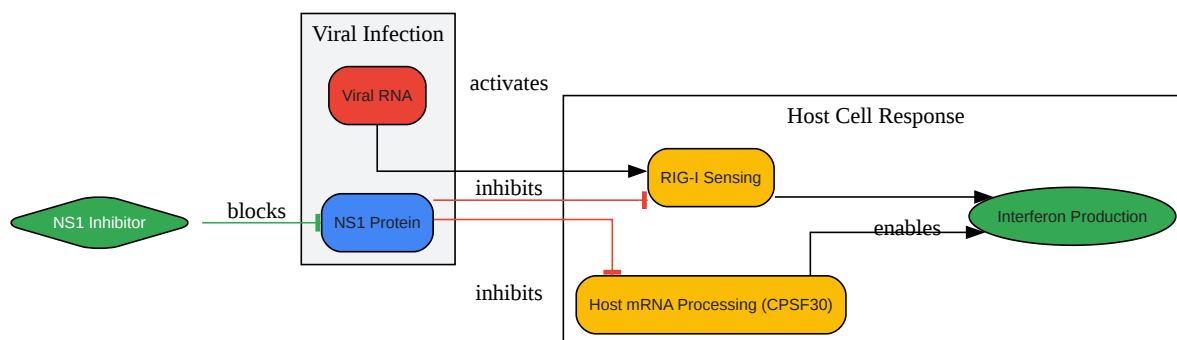 Viral Infection
Viral RNA
activates
Host Cell Response
RIG-I Sensing
inhibits
NS1 Inhibitor
blocks
NS1 Protein
Interferon Production
enables
inhibits
Host mRNA Processing (CPSF30)